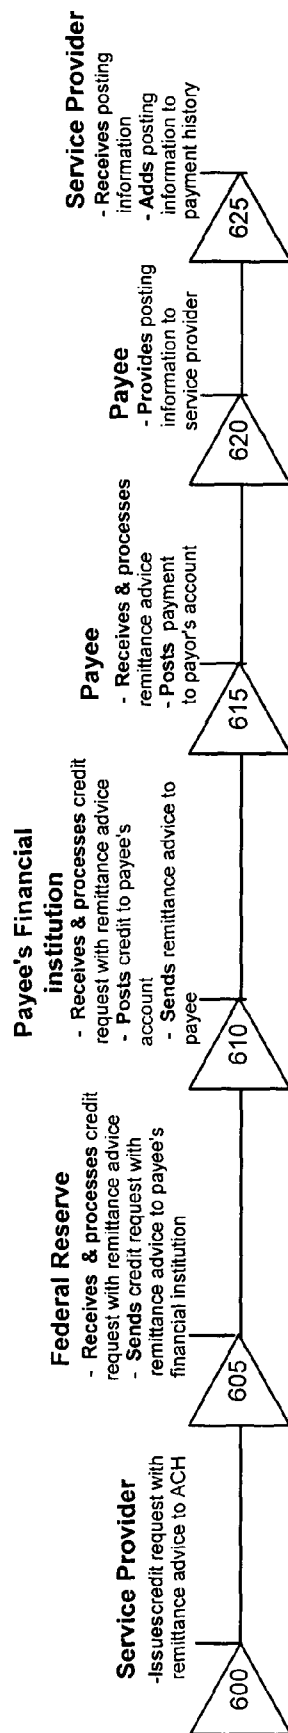 Service Provider
-Issuescredit request with
remittance advice to ACH
600
Federal Reserve
- Receives & processes credit
request with remittance advice
- Sends credit request with
remittance advice to payee's
financial institution
605
Payee's Financial
institution
- Receives & processes credit
request with remittance advice
- Posts credit to payee's
account
- Sends remittance advice to
payee
610
Payee
- Receives & processes
remittance advice
- Posts payment
to payor's account
615
Payee
- Provides posting
information to
service provider
620
Service Provider
- Receives posting
information
- Adds posting
information to
payment history
625